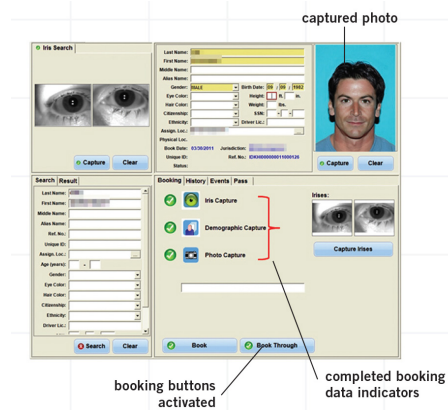 captured photo
Iris Search
Capture
Clear
Last Name:
First Name:
Middle Name:
Alias Name:
Gender: MALE Birth Date: 09 / 09 / 1982
Eye Color: Height: ft. in.
Hair Color: Weight: lbs.
Citizenship: SSN: - -
Ethnicity: Driver Lic.:
Assign. Loc.: ...
Physical Loc.
Book Date: 03/30/2011 Jurisdiction:
Unique ID: Ref. No.:
Status:
Capture
Clear
Search Result
Last Name:
First Name:
Middle Name:
Alias Name:
Ref. No.:
Unique ID:
Assign. Loc.: ...
Age (years): -
Gender:
Eye Color:
Hair Color:
Citizenship:
Ethnicity:
Driver Lic.:
Search
Clear
Booking History Events Pass
Iris Capture
Demographic Capture
Photo Capture
Irises:
Capture Irises
Book
Book Through
booking buttons
activated
completed booking
data indicators